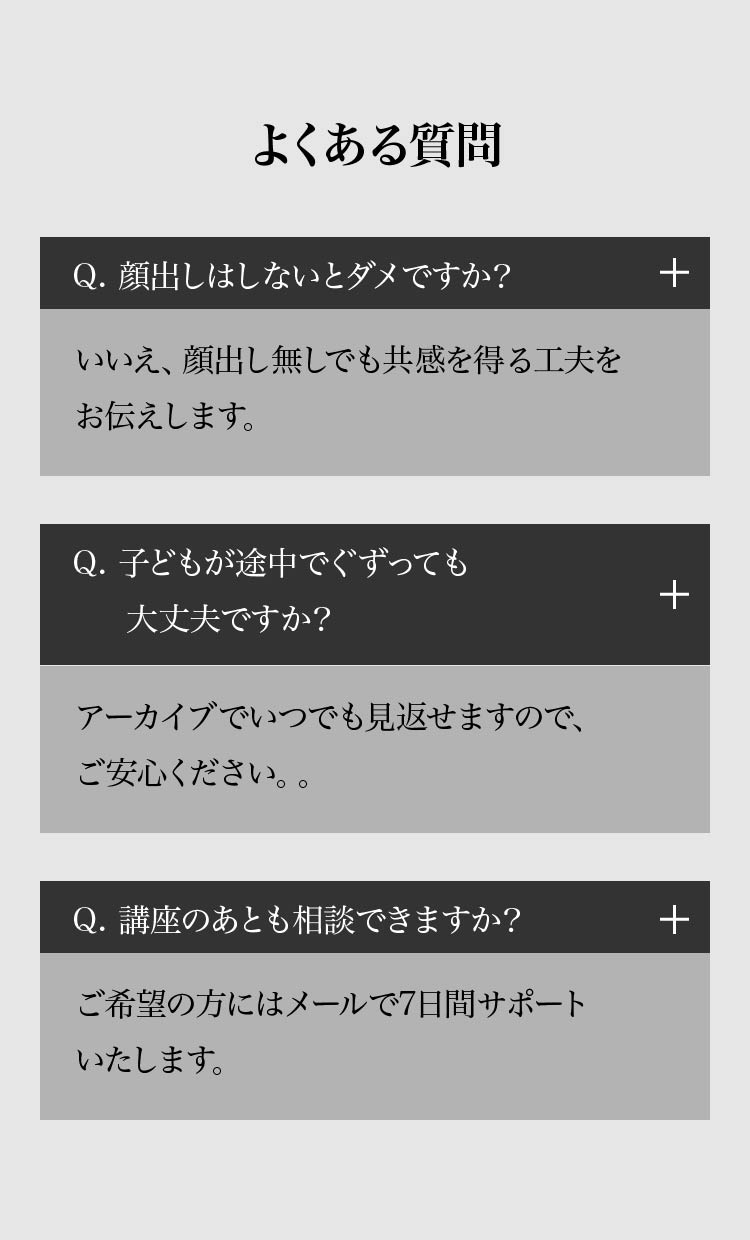 よくある質問
Q. 顔出しはしないとダメですか？
いいえ、顔出し無しでも共感を得る工夫を
お伝えします。
Q. 子どもが途中でぐずっても
大丈夫ですか？
アーカイブでいつでも見返せますので、
ご安心ください。。
Q. 講座のあとも相談できますか？
ご希望の方にはメールで7日間サポート
いたします。